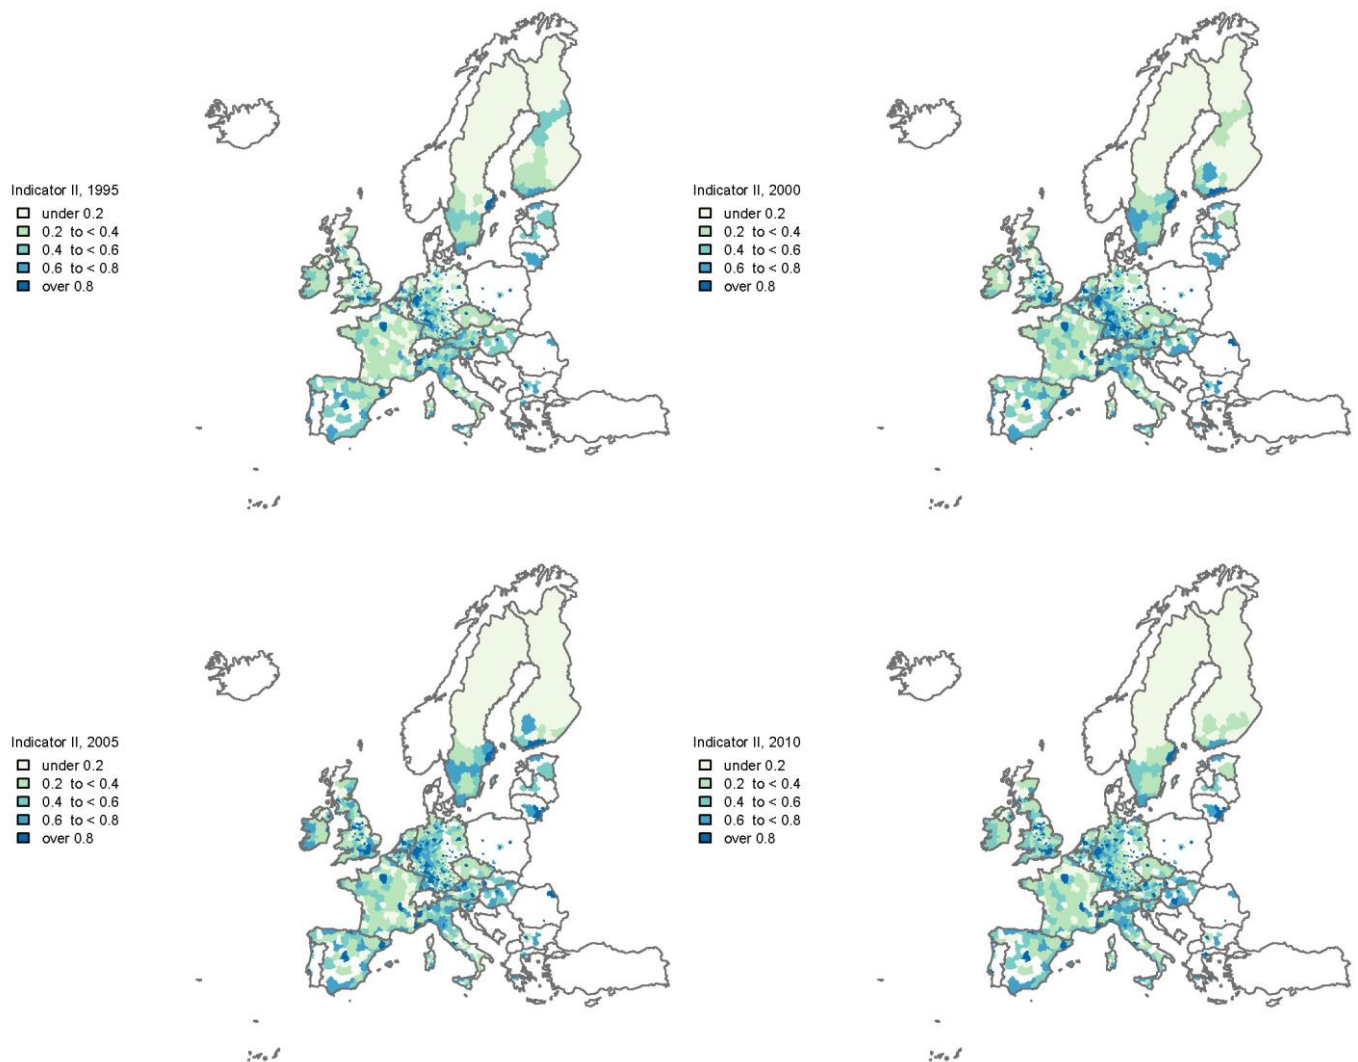 Indicator II, 1995
under 0.2
0.2 to < 0.4
0.4 to < 0.6
0.6 to < 0.8
over 0.8
Indicator II, 2000
under 0.2
0.2 to < 0.4
0.4 to < 0.6
0.6 to < 0.8
over 0.8
Indicator II, 2005
under 0.2
0.2 to < 0.4
0.4 to < 0.6
0.6 to < 0.8
over 0.8
Indicator II, 2010
under 0.2
0.2 to < 0.4
0.4 to < 0.6
0.6 to < 0.8
over 0.8